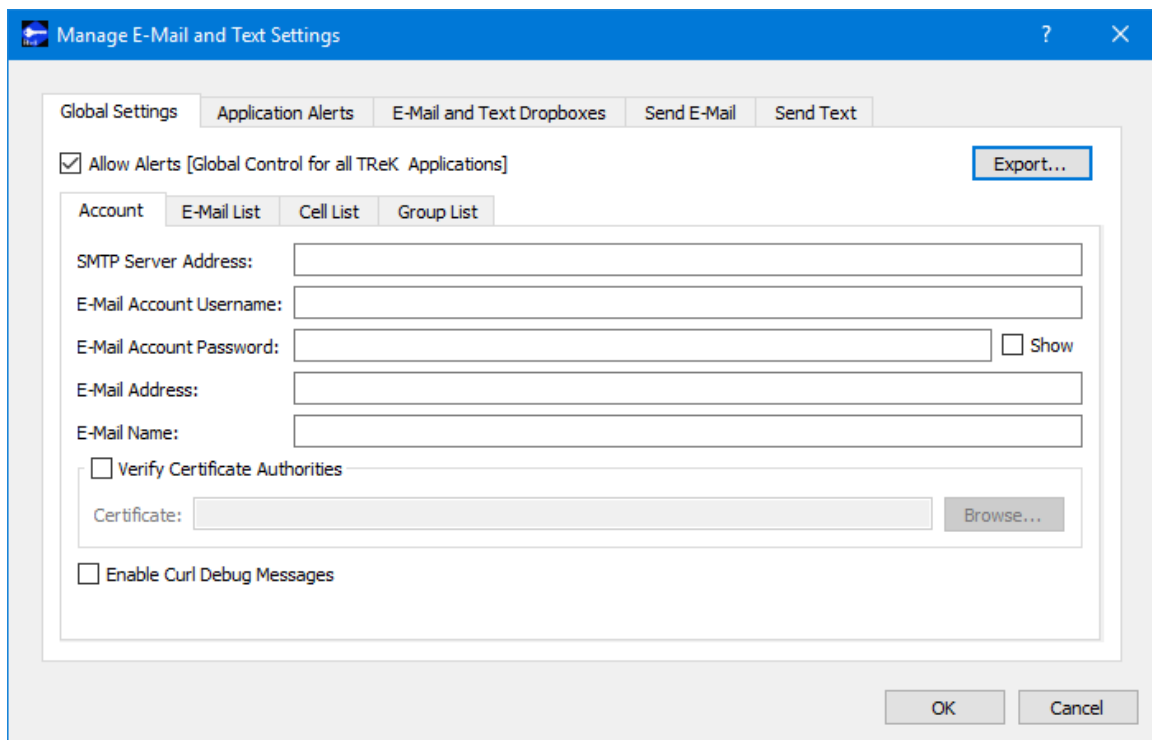 Manage E-Mail and Text Settings ?
Global Settings Application Alerts E-Mail and Text Dropboxes Send E-Mail Send Text
Allow Alerts [Global Control for all TReK Applications] Export...
Account E-Mail List Cell List Group List
SMTP Server Address:
E-Mail Account Username:
E-Mail Account Password: Show
E-Mail Address:
E-Mail Name:
Verify Certificate Authorities
Certificate: Browse...
Enable Curl Debug Messages
OK Cancel